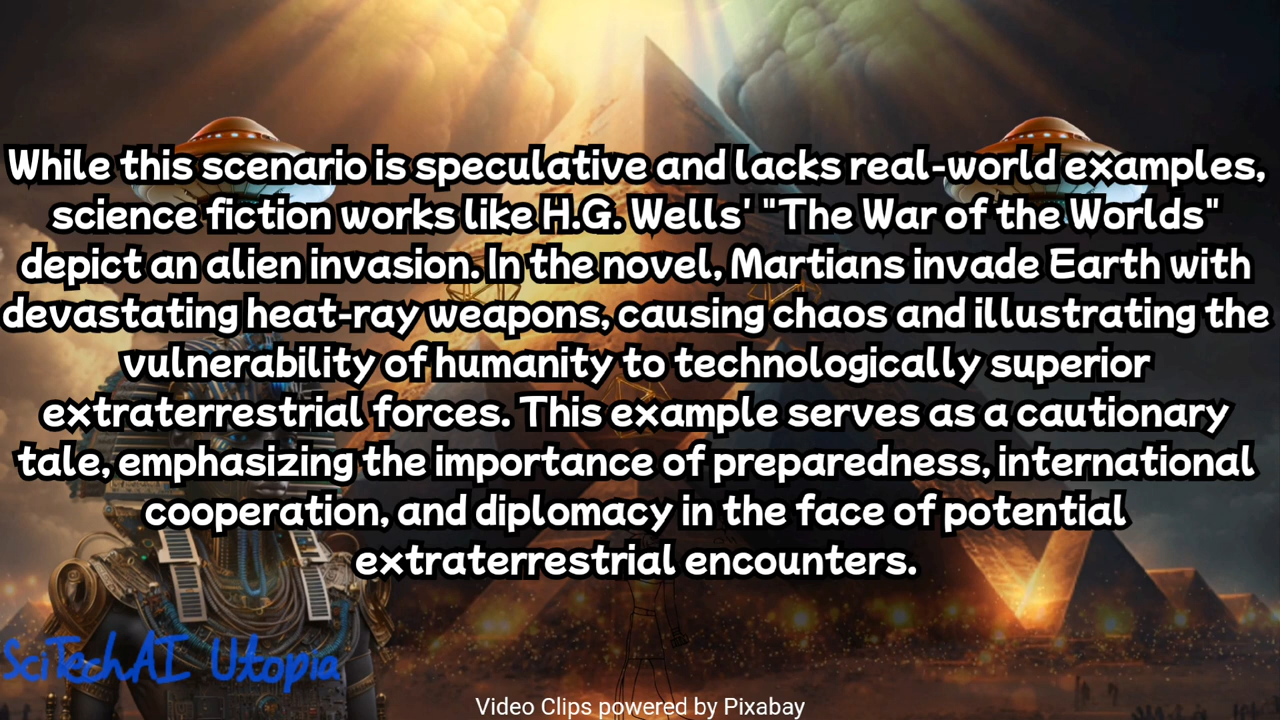 While this scenario is speculative and lacks real-world examples,
science fiction works like H.G. Wells' "The War of the Worlds"
depict an alien invasion. In the novel, Martians invade Earth with
devastating heat-ray weapons, causing chaos and illustrating the
vulnerability of humanity to technologically superior
extraterrestrial forces. This example serves as a cautionary
tale, emphasizing the importance of preparedness, international
cooperation, and diplomacy in the face of potential
extraterrestrial encounters.
SciTechAI Utopia
Video Clips powered by Pixabay